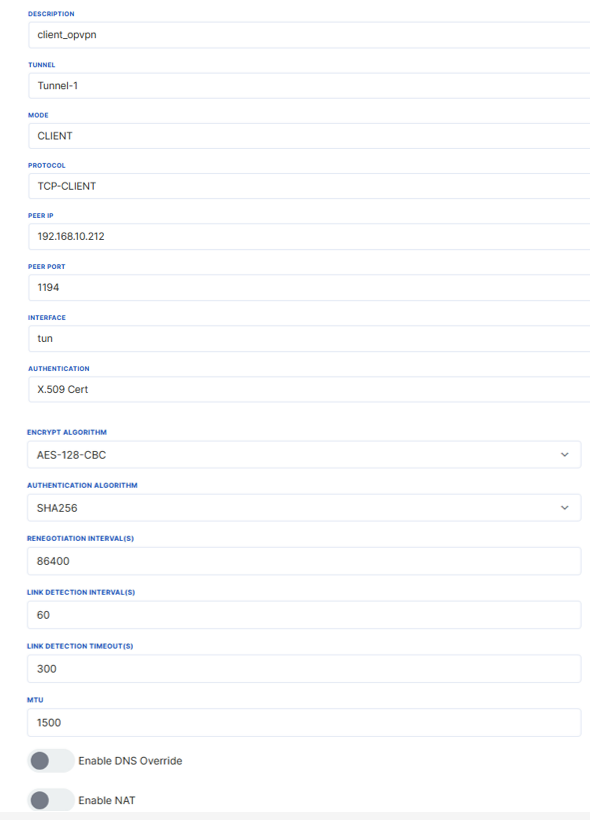 DESCRIPTION
client_opvpn
TUNNEL
Tunnel-1
MODE
CLIENT
PROTOCOL
TCP-CLIENT
PEER IP
192.168.10.212
PEER PORT
1194
INTERFACE
tun
AUTHENTICATION
X.509 Cert
ENCRYPT ALGORITHM
AES-128-CBC
AUTHENTICATION ALGORITHM
SHA256
RENEGOTIATION INTERVAL(S)
86400
LINK DETECTION INTERVAL(S)
60
LINK DETECTION TIMEOUT(S)
300
MTU
1500
Enable DNS Override
Enable NAT